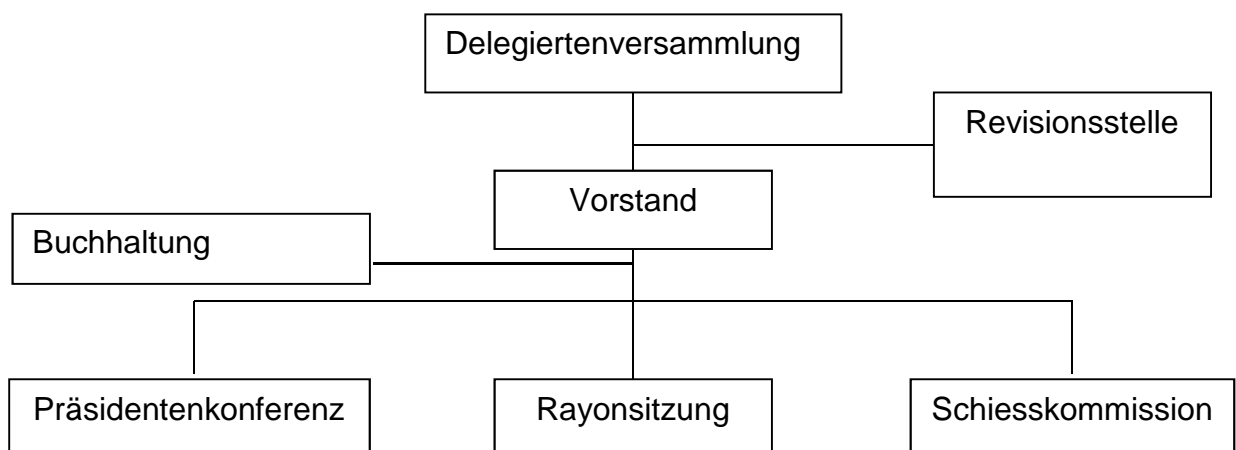 Delegiertenversammlung
Revisionsstelle
Vorstand
Buchhaltung
Präsidentenkonferenz
Rayonsitzung
Schiesskommission